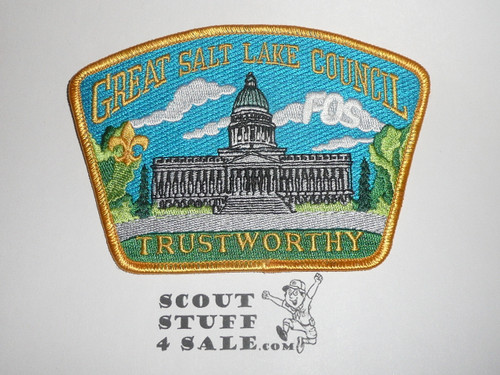 GREAT SALT LAKE COUNCIL
FOS
TRUSTWORTHY
SCOUT
STUFF
4 SALE.com